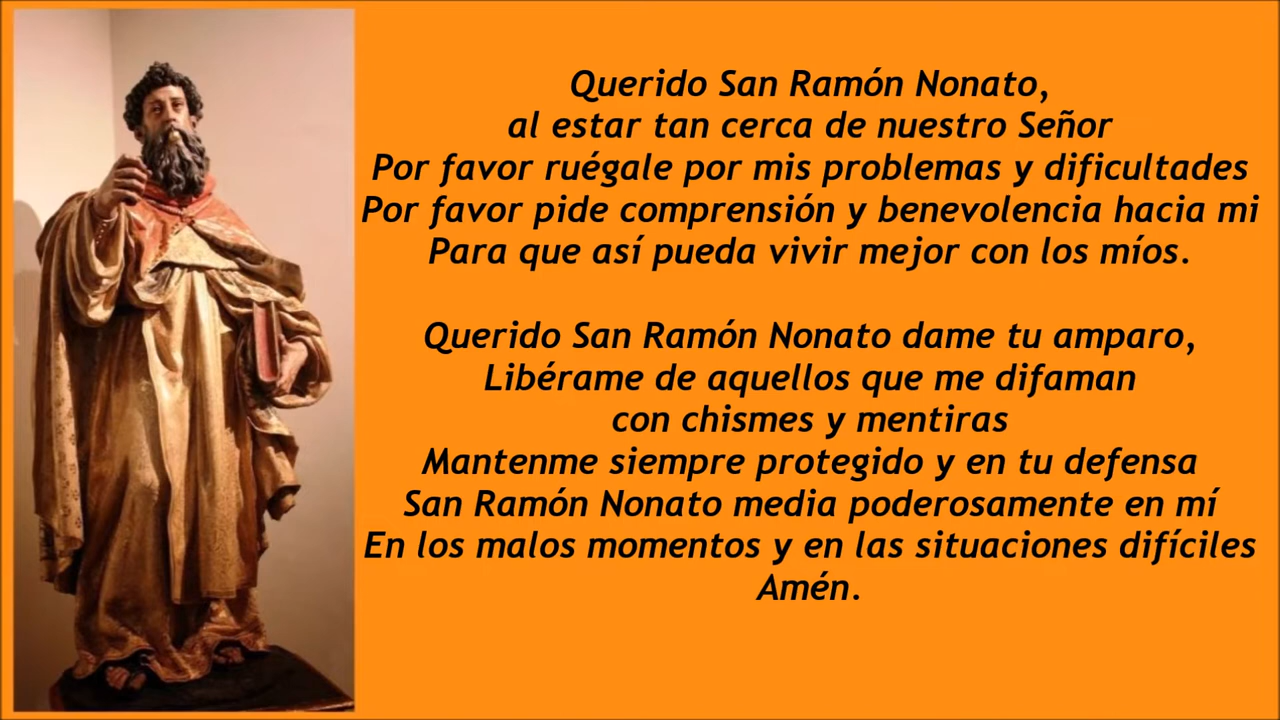 Querido San Ramón Nonato,
al estar tan cerca de nuestro Señor
Por favor ruégale por mis problemas y dificultades
Por favor pide comprensión y benevolencia hacia mi
Para que así pueda vivir mejor con los míos.
Querido San Ramón Nonato dame tu amparo,
Libérame de aquellos que me difaman
con chismes y mentiras
Mantenme siempre protegido y en tu defensa
San Ramón Nonato media poderosamente en mí
En los malos momentos y en las situaciones difíciles
Amén.